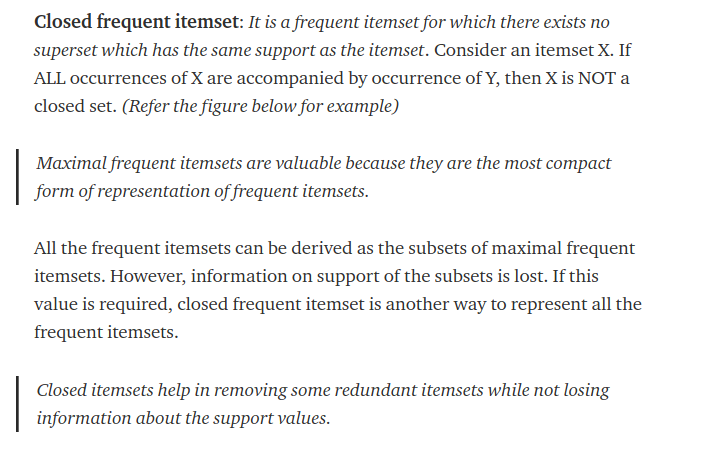 Closed frequent itemset: It is a frequent itemset for which there exists no
superset which has the same support as the itemset. Consider an itemset X. If
ALL occurrences of X are accompanied by occurrence of Y, then X is NOT a
closed set. (Refer the figure below for example)
Maximal frequent itemsets are valuable because they are the most compact
form of representation of frequent itemsets.
All the frequent itemsets can be derived as the subsets of maximal frequent
itemsets. However, information on support of the subsets is lost. If this
value is required, closed frequent itemset is another way to represent all the
frequent itemsets.
Closed itemsets help in removing some redundant itemsets while not losing
information about the support values.